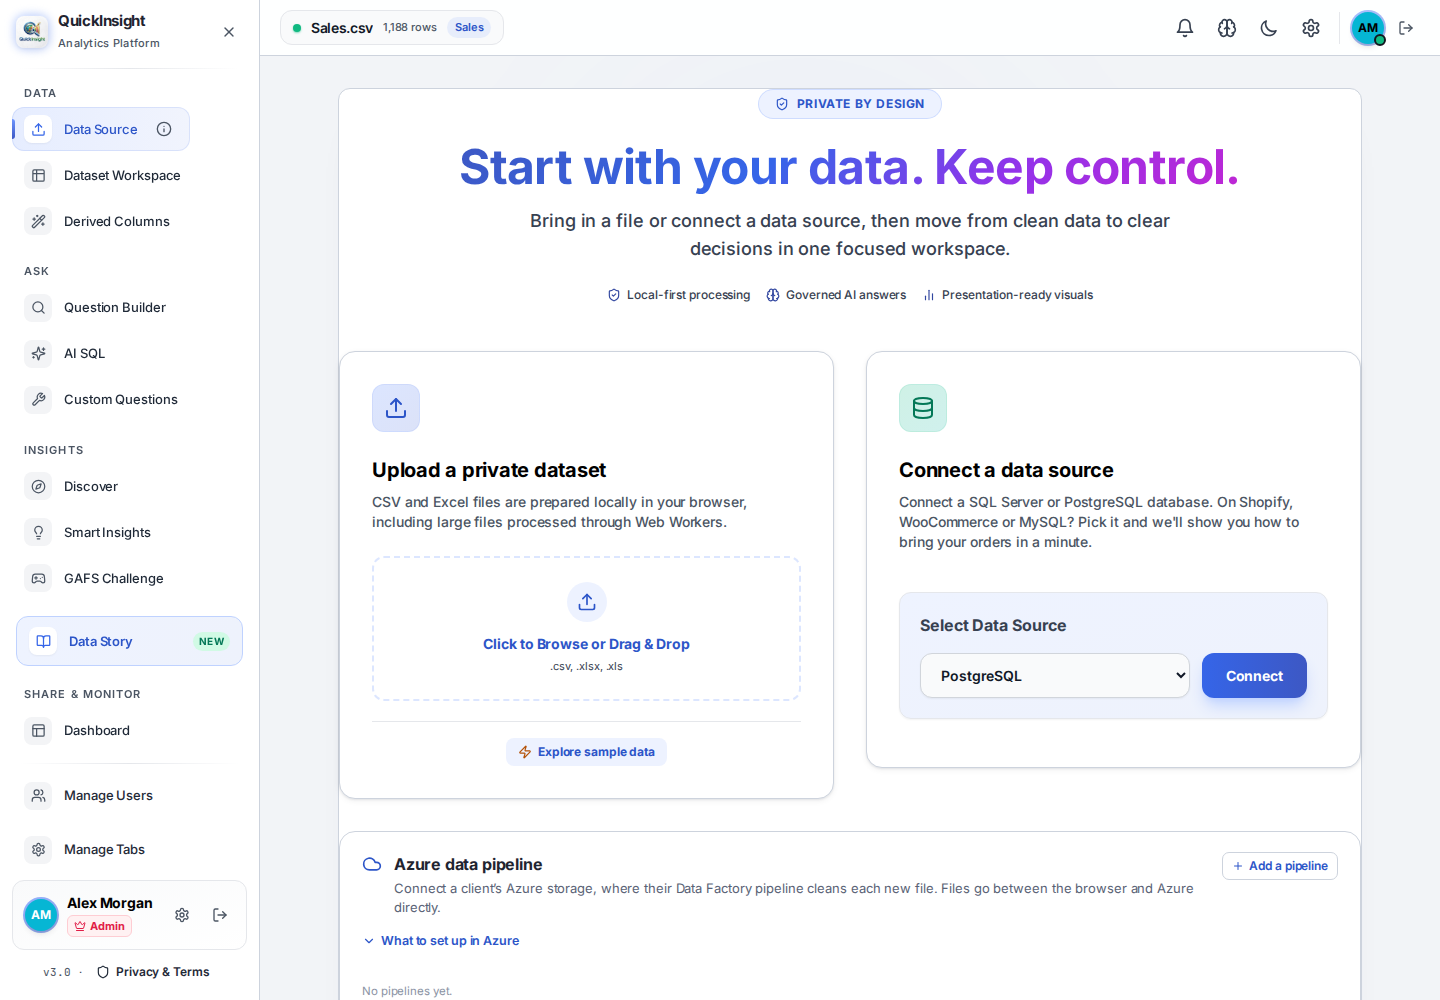 QuickInsight
Analytics Platform
DATA
Data Source
Dataset Workspace
Derived Columns
ASK
Question Builder
AI SQL
Custom Questions
INSIGHTS
Discover
Smart Insights
GAFS Challenge
Data Story NEW
SHARE & MONITOR
Dashboard
Manage Users
Manage Tabs
AM Alex Morgan
Admin
v3.0 · Privacy & Terms
Sales.csv 1,188 rows Sales
AM
PRIVATE BY DESIGN
Start with your data. Keep control.
Bring in a file or connect a data source, then move from clean data to clear
decisions in one focused workspace.
Local-first processing Governed AI answers Presentation-ready visuals
Upload a private dataset
CSV and Excel files are prepared locally in your browser,
including large files processed through Web Workers.
Click to Browse or Drag & Drop
.csv, .xlsx, .xls
Explore sample data
Connect a data source
Connect a SQL Server or PostgreSQL database. On Shopify,
WooCommerce or MySQL? Pick it and we'll show you how to
bring your orders in a minute.
Select Data Source
PostgreSQL Connect
Azure data pipeline
Add a pipeline
Connect a client's Azure storage, where their Data Factory pipeline cleans each new file. Files go between the browser and Azure
directly.
What to set up in Azure
No pipelines yet.